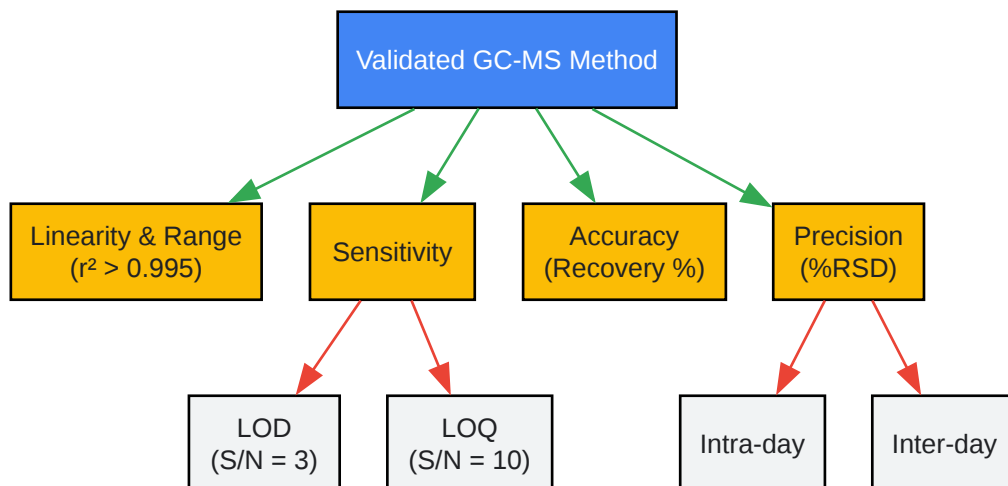 Validated GC-MS Method
Linearity & Range
(r² > 0.995)
Sensitivity
Accuracy
(Recovery %)
Precision
(%RSD)
LOD
(S/N = 3)
LOQ
(S/N = 10)
Intra-day
Inter-day